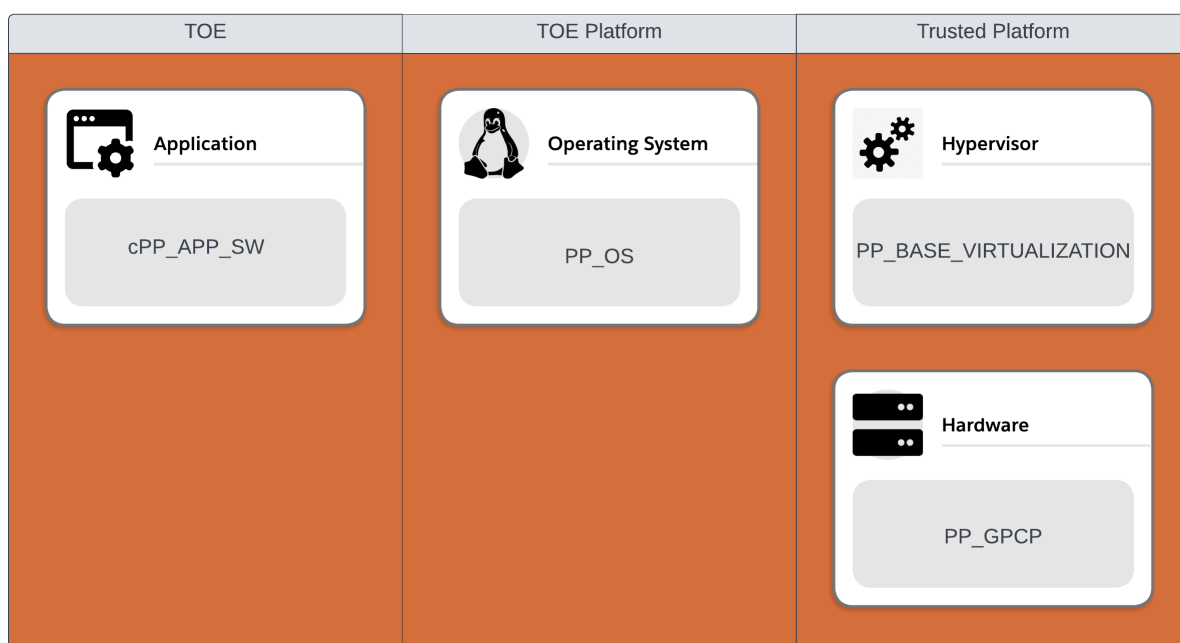 TOE
TOE Platform
Trusted Platform
Application
cPP_APP_SW
Operating System
PP_OS
Hypervisor
PP_BASE_VIRTUALIZATION
Hardware
PP_GPCP